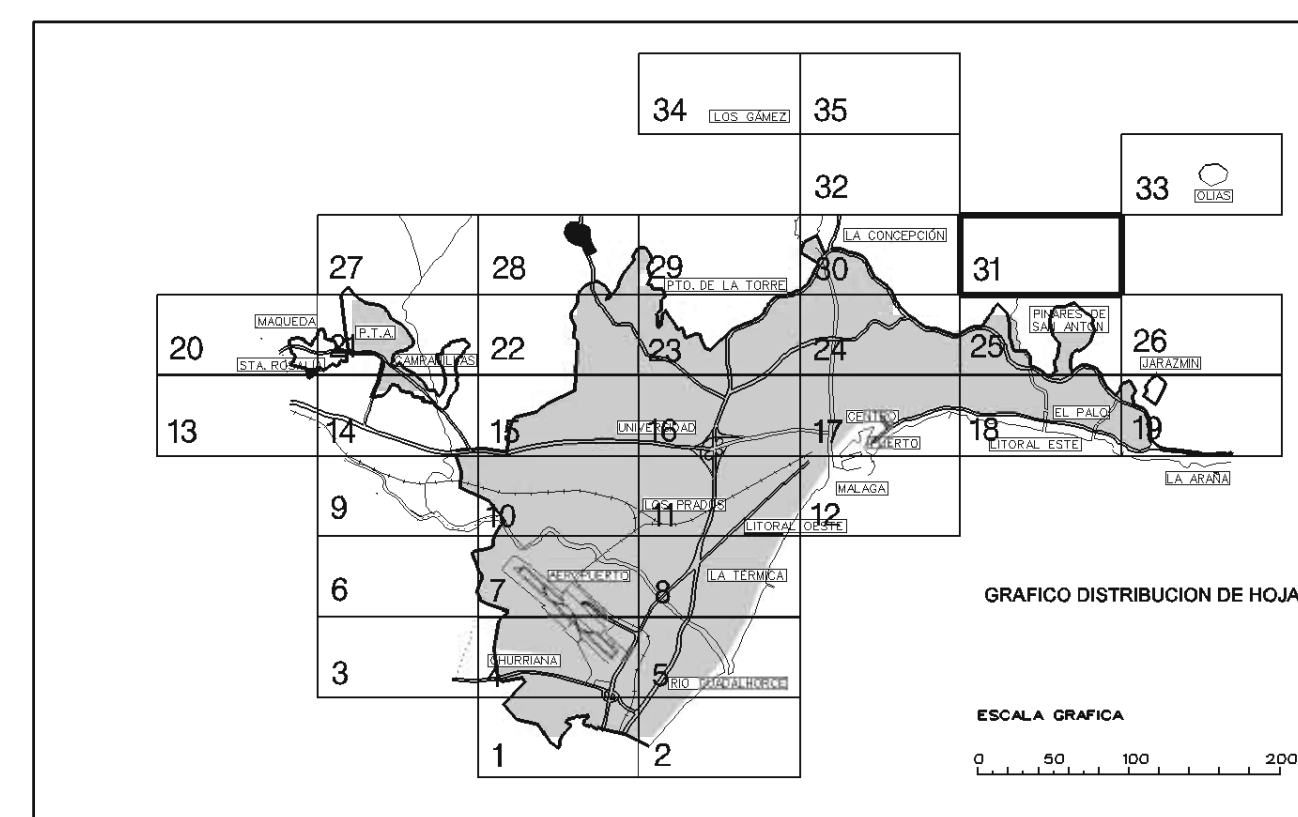 34 LOS GÁMEZ 35
32 33
OLIAS
LA CONCEPCIÓN
27 28 29 30 31
PTO. DE LA TORRE
MAQUEDA P.T.A. PINARES DE
SAN ANTÓN
20 22 23 24 25 26
STA. ROSALIA CAMPANILLAS JARAZMIN
CENTRO EL PALO
13 14 15 UNIVERSIDAD 16 17 18 19
PUERTO LITORAL ESTE
LA ARAÑA
MALAGA
9 10 LOS PRADOS 11 12
LITORAL OESTE
AEROPUERTO LA TÉRMICA
6 7 8
GRAFICO DISTRIBUCION DE HOJA
CHURRIANA
3 5 RIO GUADALHORCE
ESCALA GRAFICA
1 2
0 50 100 200